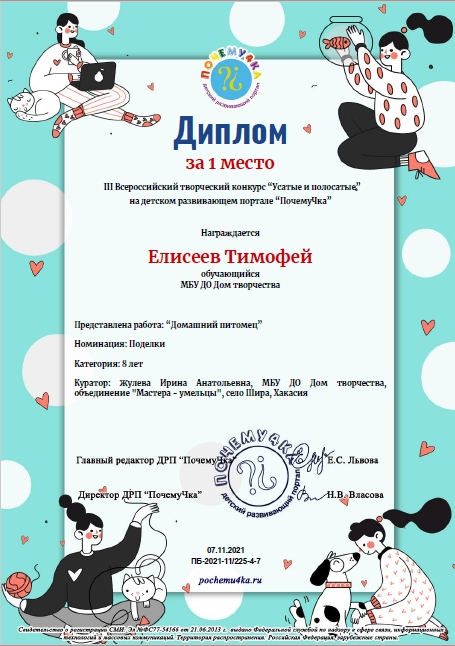 ПОЧЕМУ4КА
детский развивающий портал
Диплом
за 1 место
III Всероссийский творческий конкурс "Усатые и полосатые,"
на детском развивающем портале "ПочемуЧка"
Награждается
Елисеев Тимофей
обучающийся
МБУ ДО Дом творчества
Представлена работа: "Домашний питомец"
Номинация: Поделки
Категория: 8 лет
Куратор: Жулева Ирина Анатольевна, МБУ ДО Дом творчества,
объединение "Мастера - умельцы", село Шира, Хакасия
Главный редактор ДРП "ПочемуЧка" Е.С. Львова
ПОЧЕМУ4КА
детский развивающий портал
Директор ДРП "ПочемуЧка" Н.В. Власова
07.11.2021
ПБ-2021-11/225-4-7
pochemu4ka.ru
Свидетельство о регистрации СМИ: Эл №ФС77-54566 от 21.06.2013 г. выдано Федеральной службой по надзору в сфере связи, информационных
технологий и массовых коммуникаций. Территория распространения: Российская Федерация, зарубежные страны.